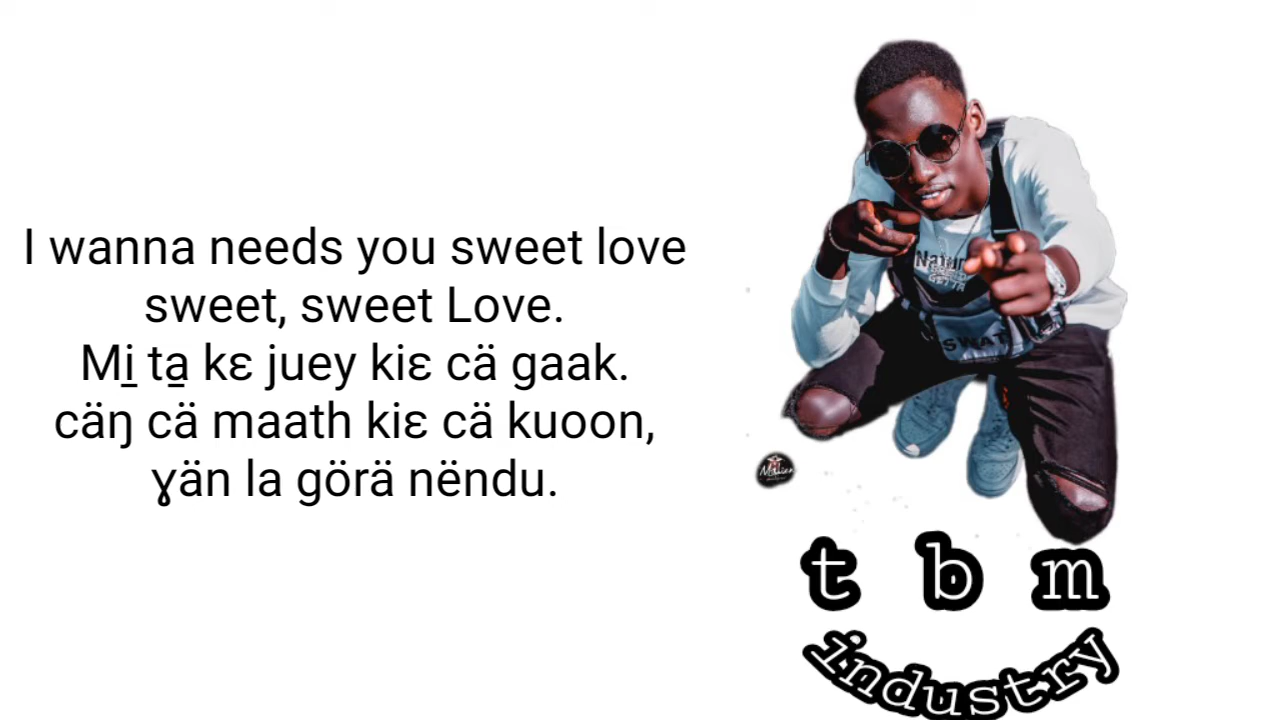 I wanna needs you sweet love
sweet, sweet Love.
Mi̱ ta̱ kɛ juey kiɛ cä gaak.
cäŋ cä maath kiɛ cä kuoon,
ɣän la görä nëndu.
SWAT
t b m
industry